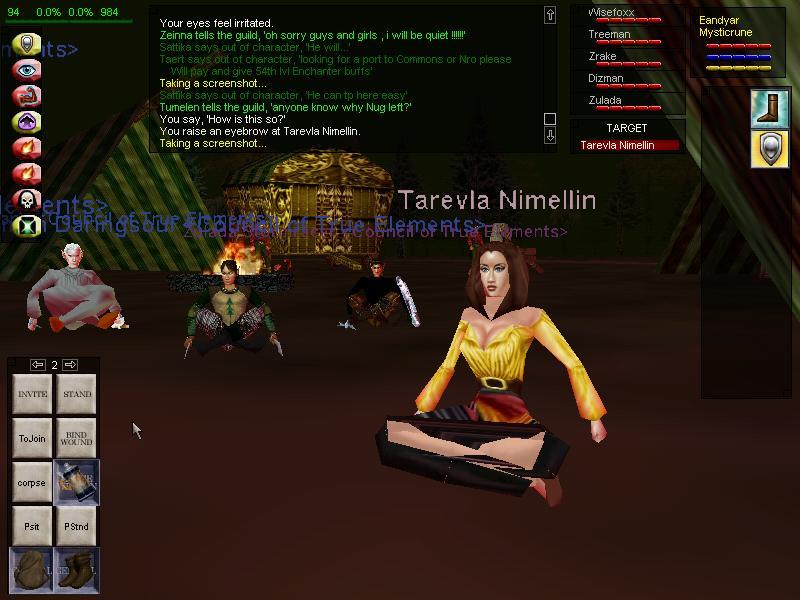 94 0.0% 0.0% 984
Your eyes feel irritated.
Zeinna tells the guild, 'oh sorry guys and girls , i will be quiet !!!!!'
Sattika says out of character, 'He will...'
Taert says out of character, 'looking for a port to Commons or Nro please
Will pay and give 54th lvl Enchanter buffs'
Taking a screenshot...
Sattika says out of character, 'He can tp here easy'
Tumelen tells the guild, 'anyone know why Nug left?'
You say, 'How is this so?'
You raise an eyebrow at Tarevla Nimellin.
Taking a screenshot...
Wisefoxx
Treeman
Zrake
Dizman
Zulada
TARGET
Tarevla Nimellin
Eandyar
Mysticrune
ents>
Tarevla Nimellin
ements>
Council of True Elements>
2
INVITE
STAND
ToJoin
BIND WOUND
corpse
Psit
PStnd